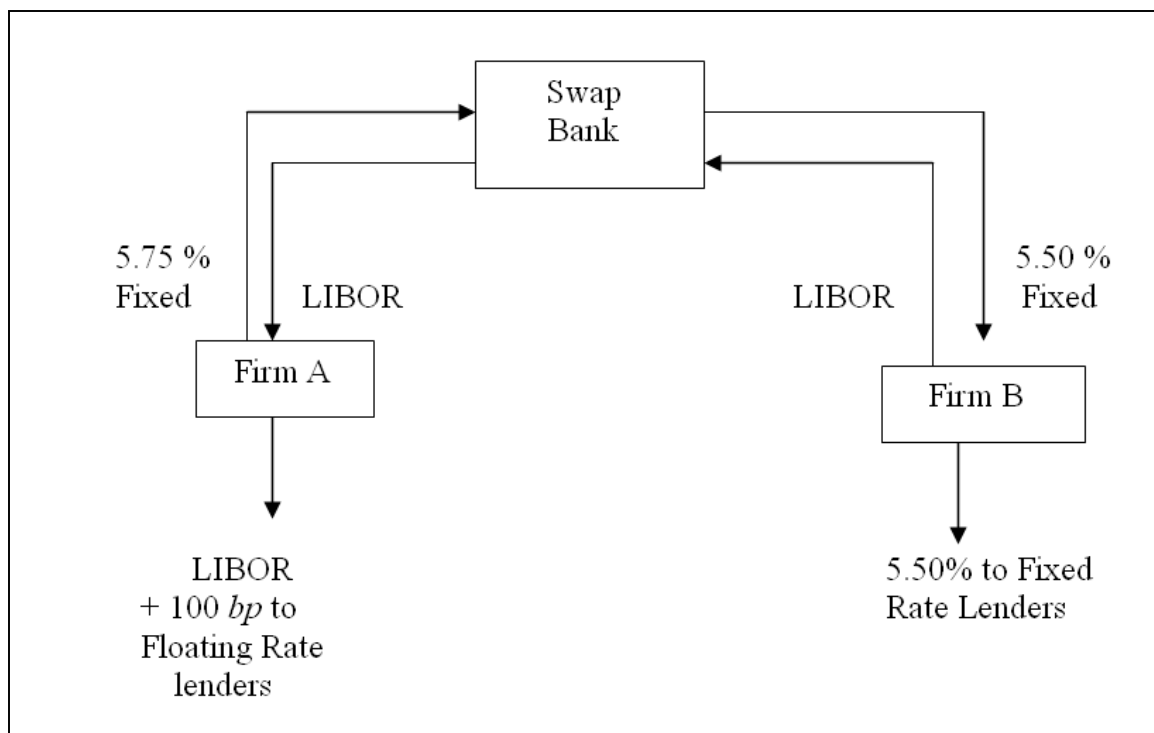 Swap
Bank
5.75 %
Fixed
LIBOR
LIBOR
5.50 %
Fixed
Firm A
Firm B
LIBOR
+ 100 bp to
Floating Rate
lenders
5.50% to Fixed
Rate Lenders